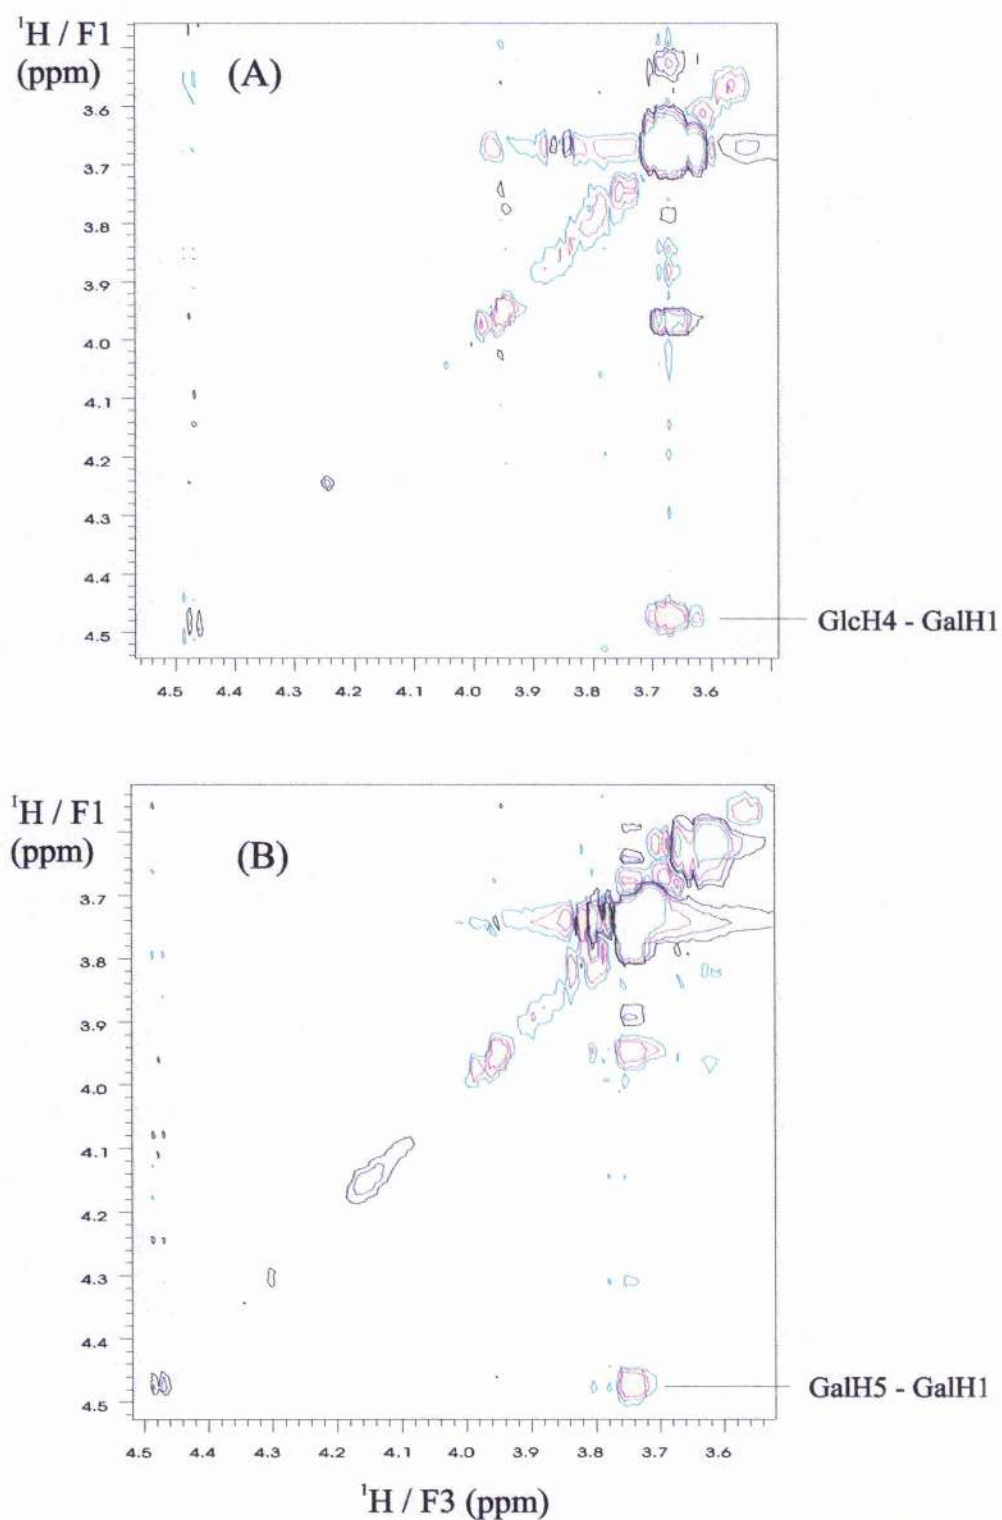 ¹H / F1
(ppm)
(A)
3.6
3.7
3.8
3.9
4.0
4.1
4.2
4.3
4.4
4.5
GlcH4 - GalH1
4.5 4.4 4.3 4.2 4.1 4.0 3.9 3.8 3.7 3.6
¹H / F1
(ppm)
(B)
3.7
3.8
3.9
4.0
4.1
4.2
4.3
4.4
4.5
GalH5 - GalH1
4.5 4.4 4.3 4.2 4.1 4.0 3.9 3.8 3.7 3.6
¹H / F3 (ppm)